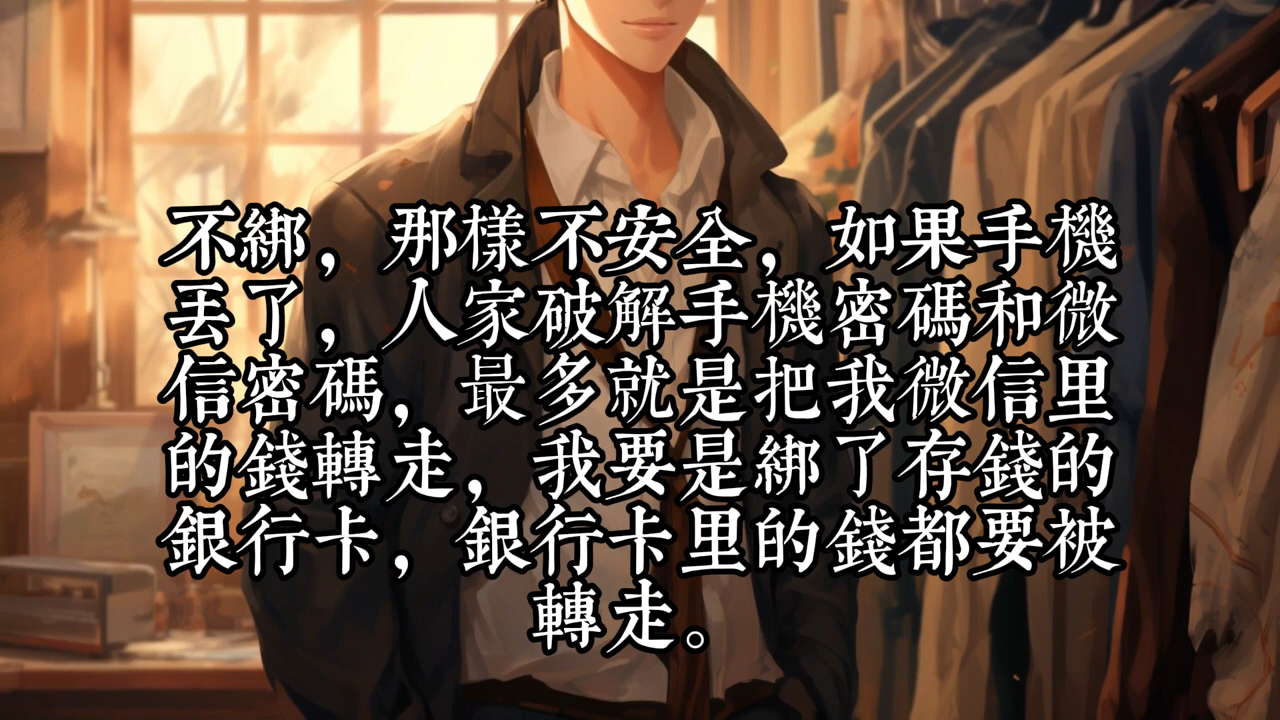 不綁，那樣不安全，如果手機
丟了，人家破解手機密碼和微
信密碼，最多就是把我微信里
的錢轉走，我要是綁了存錢的
銀行卡，銀行卡里的錢都要被
轉走。